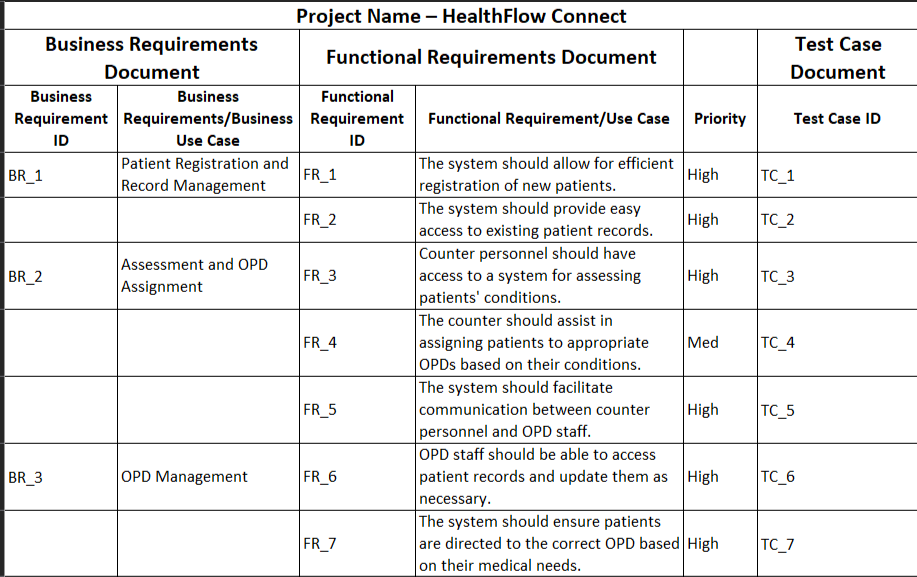 Project Name – HealthFlow Connect
Business Requirements
Document
Functional Requirements Document
Test Case
Document
Business
Requirement
ID
Business
Requirements/Business
Use Case
Functional
Requirement
ID
Functional Requirement/Use Case
Priority
Test Case ID
BR_1
Patient Registration and
Record Management
FR_1
The system should allow for efficient
registration of new patients.
High
TC_1
FR_2
The system should provide easy
access to existing patient records.
High
TC_2
BR_2
Assessment and OPD
Assignment
FR_3
Counter personnel should have
access to a system for assessing
patients' conditions.
High
TC_3
FR_4
The counter should assist in
assigning patients to appropriate
OPDs based on their conditions.
Med
TC_4
FR_5
The system should facilitate
communication between counter
personnel and OPD staff.
High
TC_5
BR_3
OPD Management
FR_6
OPD staff should be able to access
patient records and update them as
necessary.
High
TC_6
FR_7
The system should ensure patients
are directed to the correct OPD based
on their medical needs.
High
TC_7